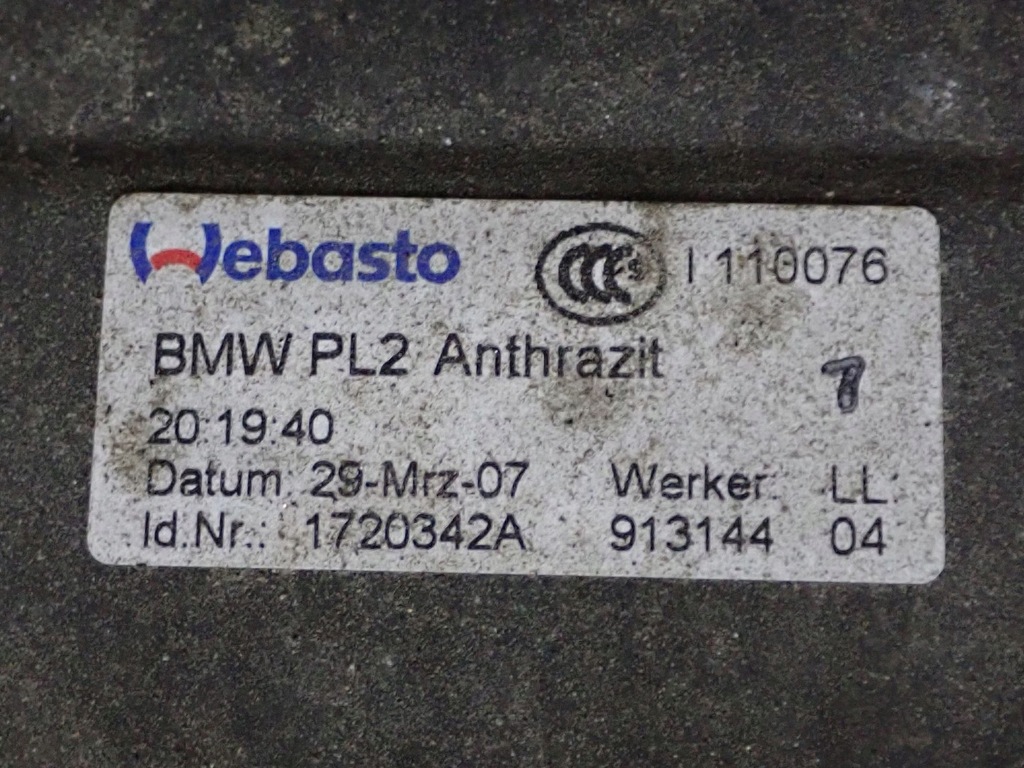 Webasto CCC S I 110076
BMW PL2 Anthrazit
20:19:40
Datum: 29-Mrz-07 Werker: LL:
Id.Nr.: 1720342A 913144 04